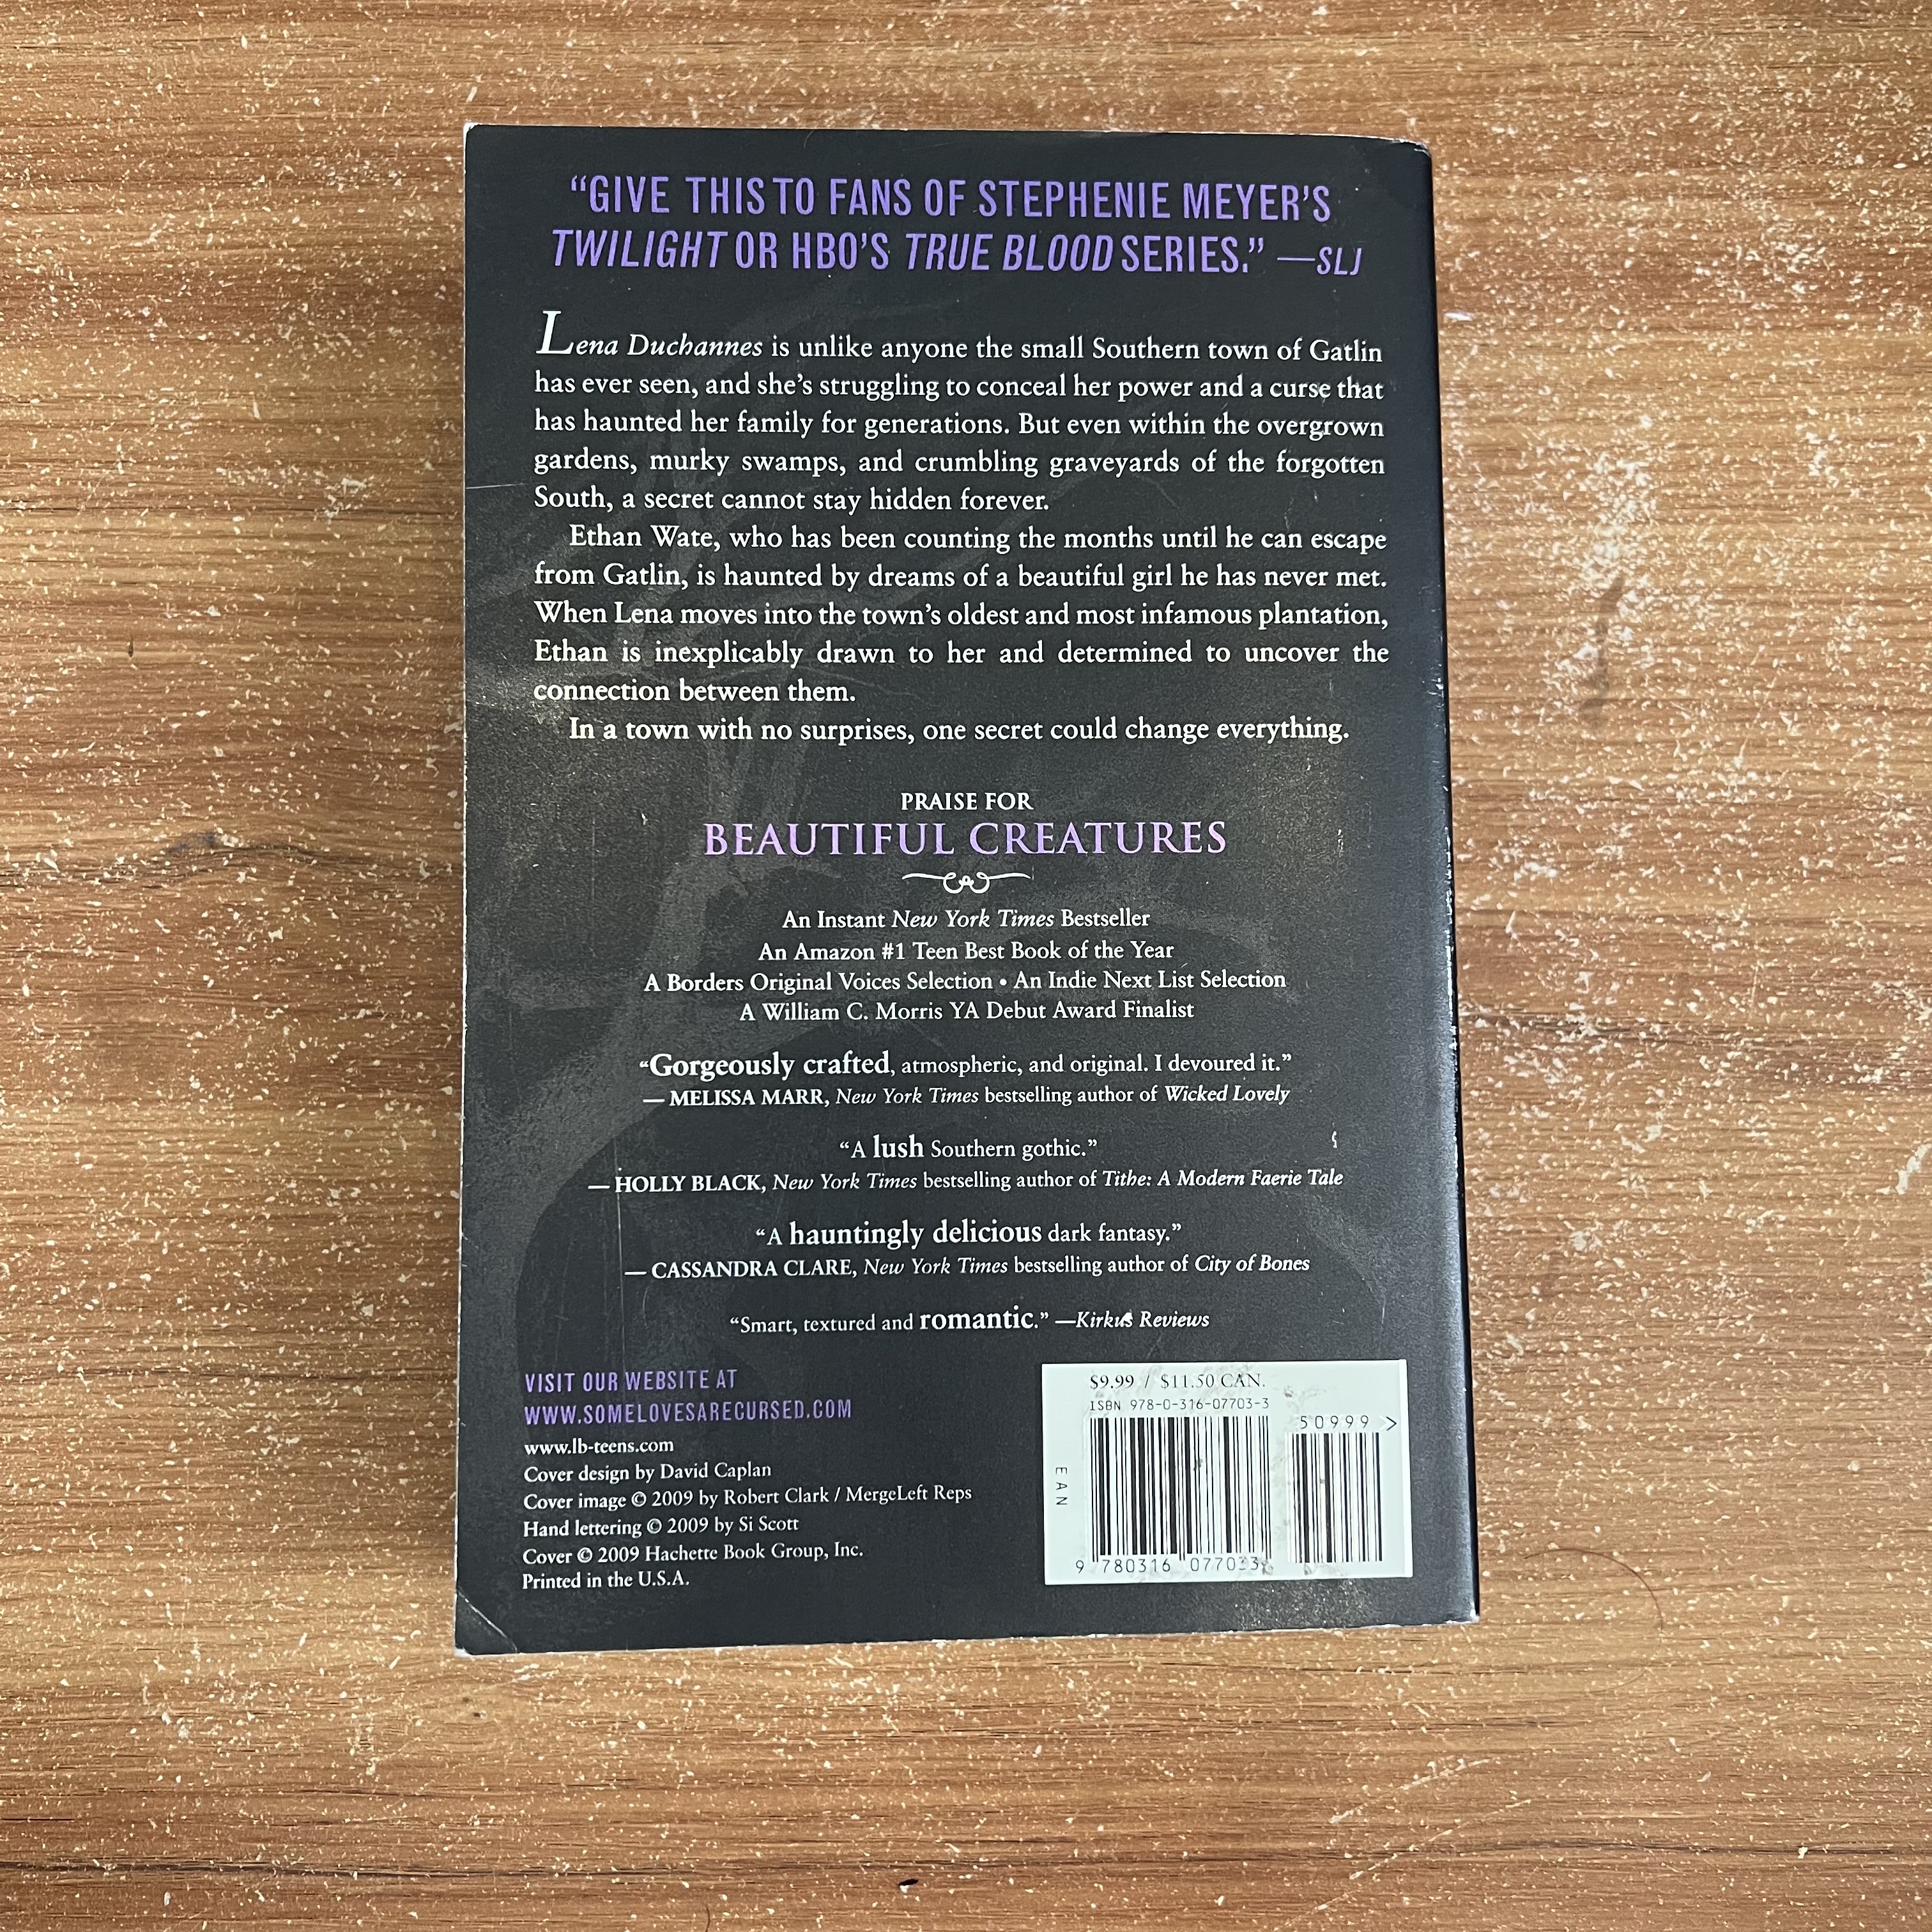 “GIVE THIS TO FANS OF STEPHENIE MEYER’S
TWILIGHT OR HBO’S TRUE BLOOD SERIES.” —SLJ
Lena Duchannes is unlike anyone the small Southern town of Gatlin
has ever seen, and she’s struggling to conceal her power and a curse that
has haunted her family for generations. But even within the overgrown
gardens, murky swamps, and crumbling graveyards of the forgotten
South, a secret cannot stay hidden forever.
Ethan Wate, who has been counting the months until he can escape
from Gatlin, is haunted by dreams of a beautiful girl he has never met.
When Lena moves into the town’s oldest and most infamous plantation,
Ethan is inexplicably drawn to her and determined to uncover the
connection between them.
In a town with no surprises, one secret could change everything.
PRAISE FOR
BEAUTIFUL CREATURES
An Instant New York Times Bestseller
An Amazon #1 Teen Best Book of the Year
A Borders Original Voices Selection • An Indie Next List Selection
A William C. Morris YA Debut Award Finalist
“Gorgeously crafted, atmospheric, and original. I devoured it.”
— MELISSA MARR, New York Times bestselling author of Wicked Lovely
“A lush Southern gothic.”
— HOLLY BLACK, New York Times bestselling author of Tithe: A Modern Faerie Tale
“A hauntingly delicious dark fantasy.”
— CASSANDRA CLARE, New York Times bestselling author of City of Bones
“Smart, textured and romantic.” —Kirkus Reviews
VISIT OUR WEBSITE AT
WWW.SOMELOVESARECURSED.COM
www.lb-teens.com
Cover design by David Caplan
Cover image © 2009 by Robert Clark / MergeLeft Reps
Hand lettering © 2009 by Si Scott
Cover © 2009 Hachette Book Group, Inc.
Printed in the U.S.A.
$9.99 / $11.50 CAN.
ISBN 978-0-316-07703-3
50999 >
EAN
9 780316 077033